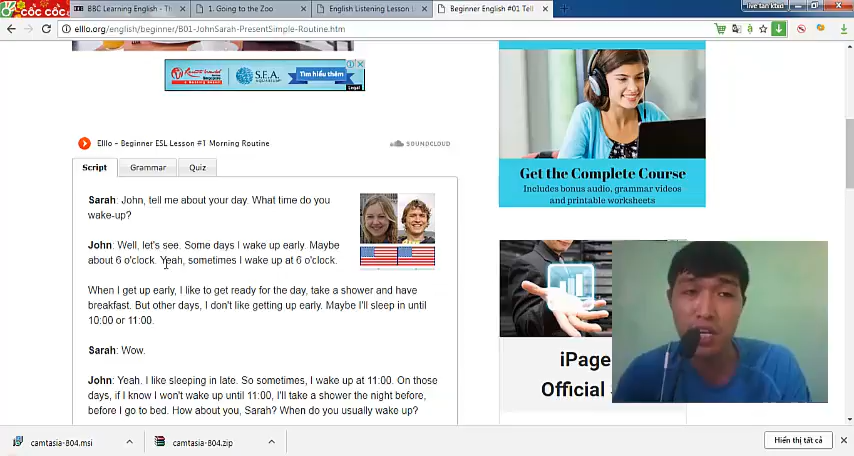 CỐC CỐC
BBC Learning English - Th
1. Going to the Zoo
English Listening Lesson L
Beginner English #01 Tell
live tan ktad
elllo.org/english/beginner/B01-JohnSarah-PresentSimple-Routine.htm
S.E.A.
AQUARIUM
Tìm hiểu thêm
Legal
Elllo - Beginner ESL Lesson #1 Morning Routine
SOUNDCLOUD
Script
Grammar
Quiz
Sarah: John, tell me about your day. What time do you
wake-up?
John: Well, let's see. Some days I wake up early. Maybe
about 6 o'clock. Yeah, sometimes I wake up at 6 o'clock.
When I get up early, I like to get ready for the day, take a shower and have
breakfast. But other days, I don't like getting up early. Maybe I'll sleep in until
10:00 or 11:00.
Sarah: Wow.
John: Yeah. I like sleeping in late. So sometimes, I wake up at 11:00. On those
days, if I know I won't wake up until 11:00, I'll take a shower the night before,
before I go to bed. How about you, Sarah? When do you usually wake up?
Get the Complete Course
Includes bonus audio, grammar videos
and printable worksheets
iPage
Official
camtasia-804.msi
camtasia-804.zip
Hiển thị tất cả